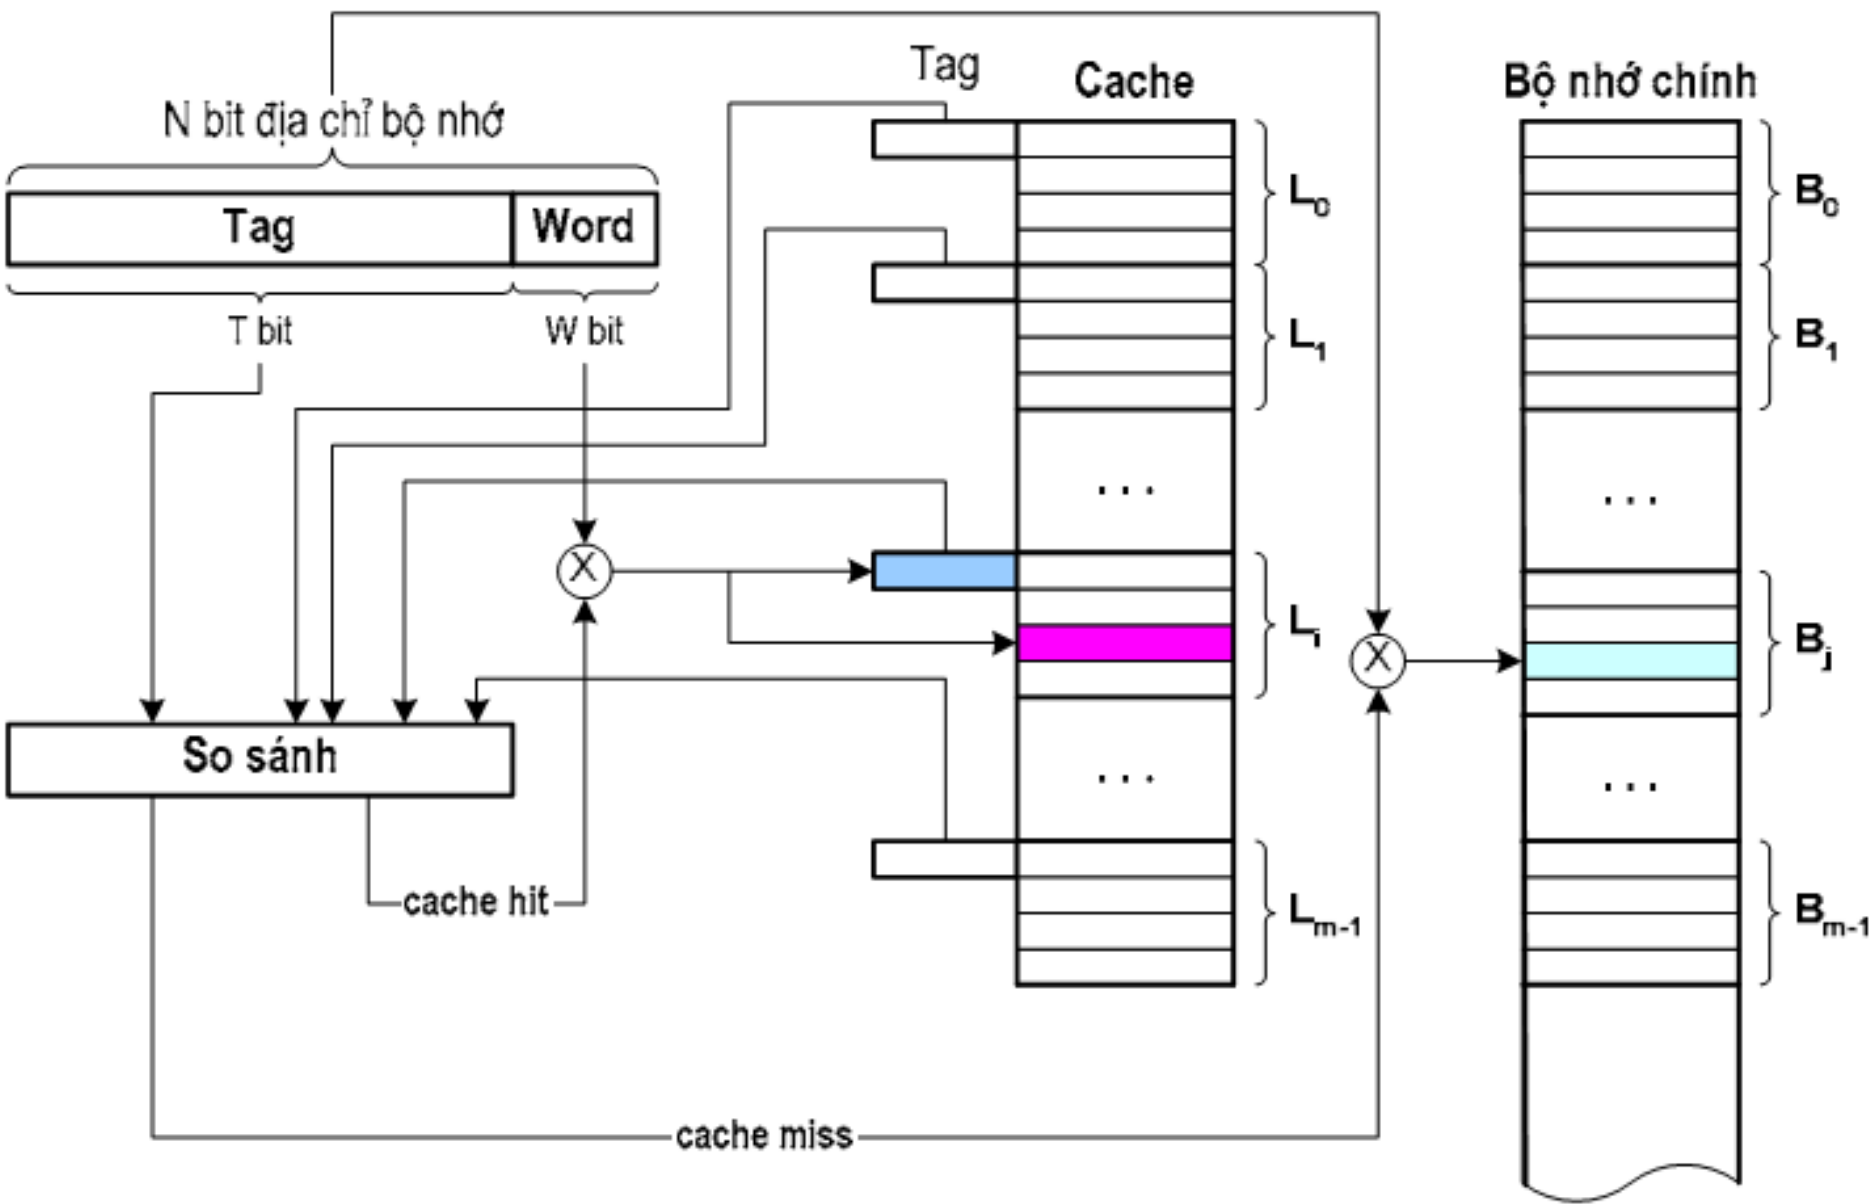 Tag
Cache
Bộ nhớ chính
N bit địa chỉ bộ nhớ
Tag
Word
T bit
W bit
L0
B0
L1
B1
. . .
. . .
X
Li
X
Bj
So sánh
. . .
. . .
cache hit
Lm-1
Bm-1
cache miss